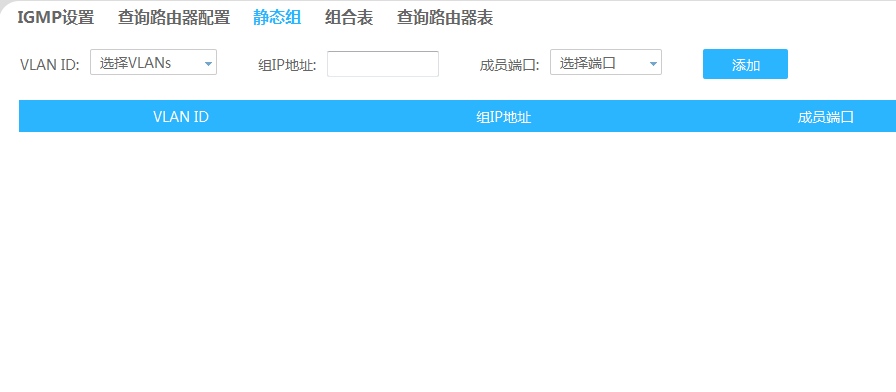 IGMP设置 查询路由器配置 静态组 组合表 查询路由器表
VLAN ID: 选择VLANs 组IP地址: 成员端口: 选择端口 添加
VLAN ID 组IP地址 成员端口